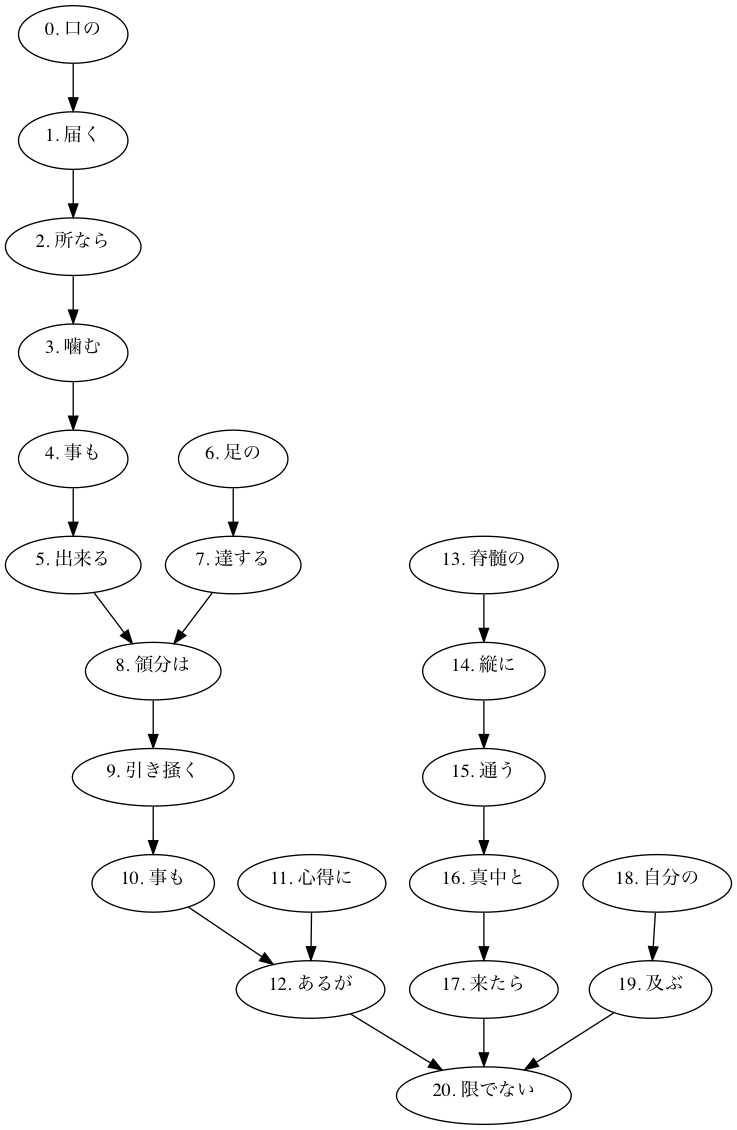 0. 口の
1. 届く
2. 所なら
3. 噛む
4. 事も
6. 足の
5. 出来る
7. 達する
13. 脊髄の
8. 領分は
14. 縦に
9. 引き掻く
15. 通う
10. 事も
11. 心得に
16. 真中と
18. 自分の
12. あるが
17. 来たら
19. 及ぶ
20. 限でない